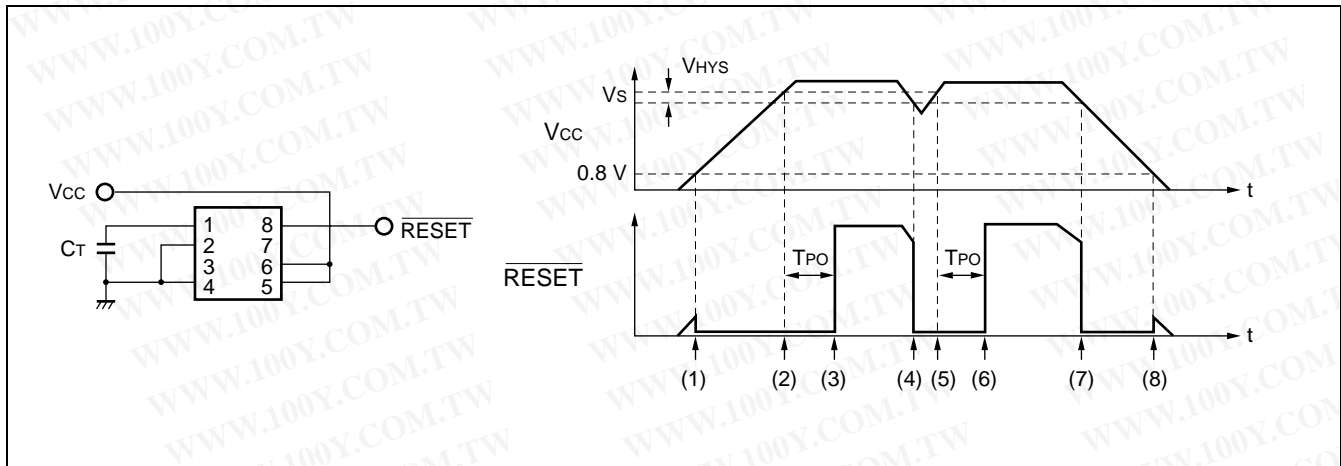 VCC
CT
1 8
2 7
3 6
4 5
RESET
VHYS
VS
VCC
0.8 V
t
TPO TPO
RESET
t
(1) (2) (3) (4) (5) (6) (7) (8)
WWW.100Y.COM.TW